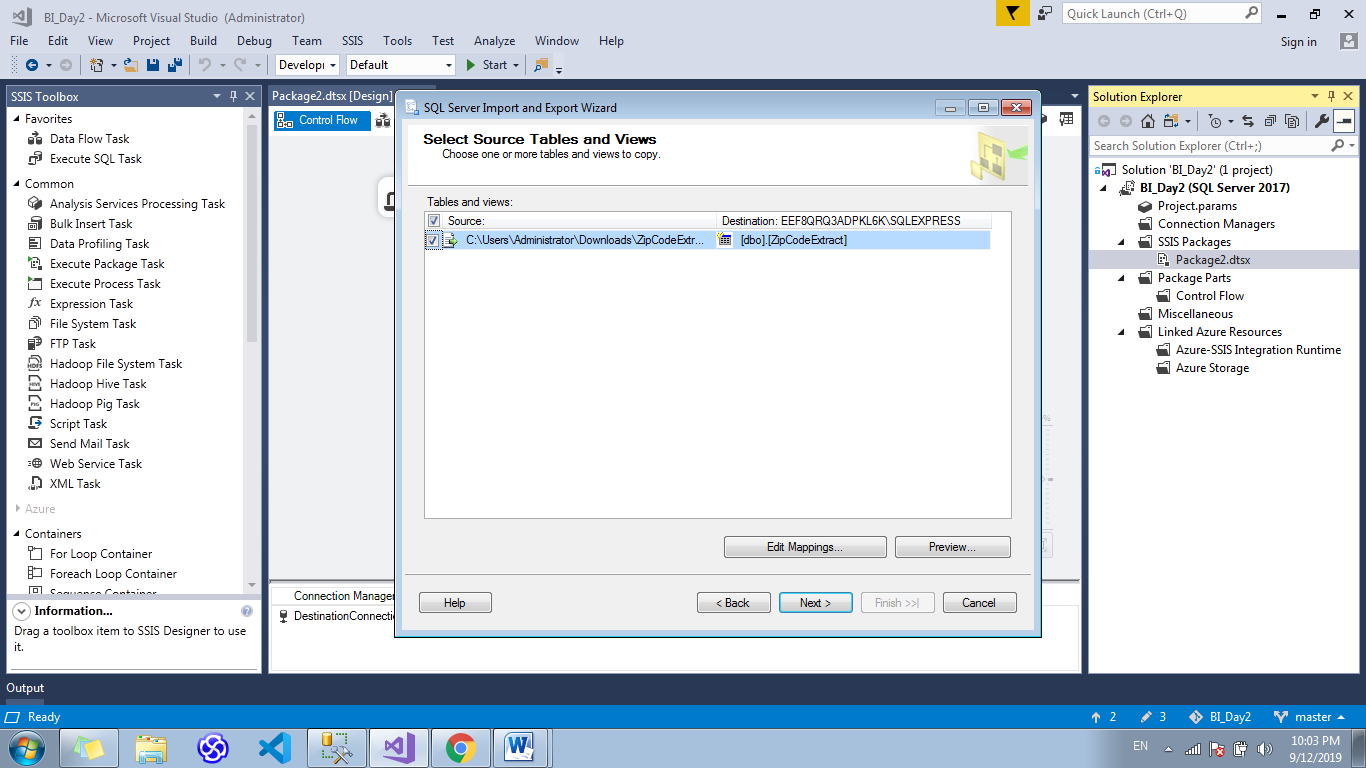 BI_Day2 - Microsoft Visual Studio (Administrator)
Quick Launch (Ctrl+Q)
File Edit View Project Build Debug Team SSIS Tools Test Analyze Window Help
Sign in
Developi Default Start
SSIS Toolbox
Favorites
Data Flow Task
Execute SQL Task
Common
Analysis Services Processing Task
Bulk Insert Task
Data Profiling Task
Execute Package Task
Execute Process Task
Expression Task
File System Task
FTP Task
Hadoop File System Task
Hadoop Hive Task
Hadoop Pig Task
Script Task
Send Mail Task
Web Service Task
XML Task
Azure
Containers
For Loop Container
Foreach Loop Container
Sequence Container
Information...
Drag a toolbox item to SSIS Designer to use
it.
Package2.dtsx [Design]
Control Flow
SQL Server Import and Export Wizard
Select Source Tables and Views
Choose one or more tables and views to copy.
Tables and views:
Source: Destination: EEF8QRQ3ADPKL6K\SQLEXPRESS
C:\Users\Administrator\Downloads\ZipCodeExtr... [dbo].[ZipCodeExtract]
Edit Mappings... Preview...
Help < Back Next > Finish >>| Cancel
Connection Manager
DestinationConnecti
Solution Explorer
Search Solution Explorer (Ctrl+;)
Solution 'BI_Day2' (1 project)
BI_Day2 (SQL Server 2017)
Project.params
Connection Managers
SSIS Packages
Package2.dtsx
Package Parts
Control Flow
Miscellaneous
Linked Azure Resources
Azure-SSIS Integration Runtime
Azure Storage
Output
Ready
2 3 BI_Day2 master
EN
10:03 PM
9/12/2019